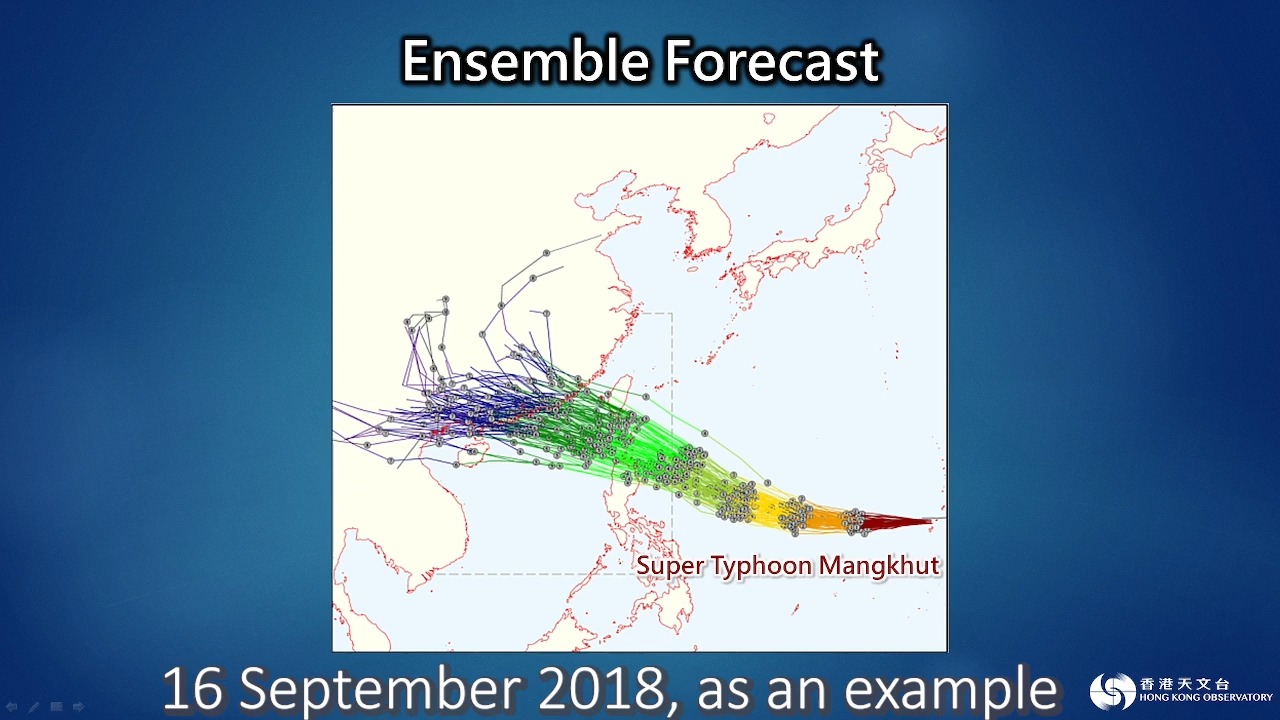 Ensemble Forecast
Super Typhoon Mangkhut
16 September 2018, as an example
香港天文台
HONG KONG OBSERVATORY